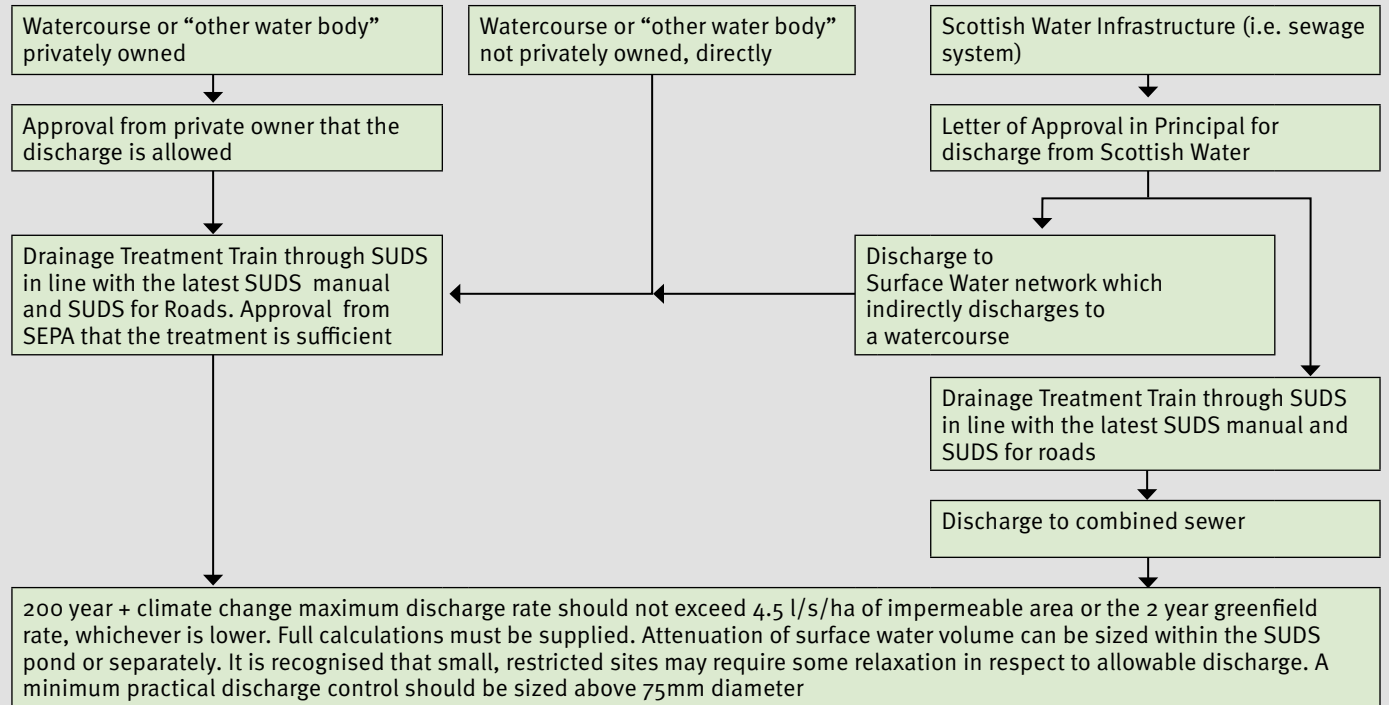 Watercourse or “other water body”
privately owned
Watercourse or “other water body”
not privately owned, directly
Scottish Water Infrastructure (i.e. sewage
system)
Approval from private owner that the
discharge is allowed
Letter of Approval in Principal for
discharge from Scottish Water
Drainage Treatment Train through SUDS
in line with the latest SUDS manual
and SUDS for Roads. Approval from
SEPA that the treatment is sufficient
Discharge to
Surface Water network which
indirectly discharges to
a watercourse
Drainage Treatment Train through SUDS
in line with the latest SUDS manual and
SUDS for roads
Discharge to combined sewer
200 year + climate change maximum discharge rate should not exceed 4.5 l/s/ha of impermeable area or the 2 year greenfield
rate, whichever is lower. Full calculations must be supplied. Attenuation of surface water volume can be sized within the SUDS
pond or separately. It is recognised that small, restricted sites may require some relaxation in respect to allowable discharge. A
minimum practical discharge control should be sized above 75mm diameter